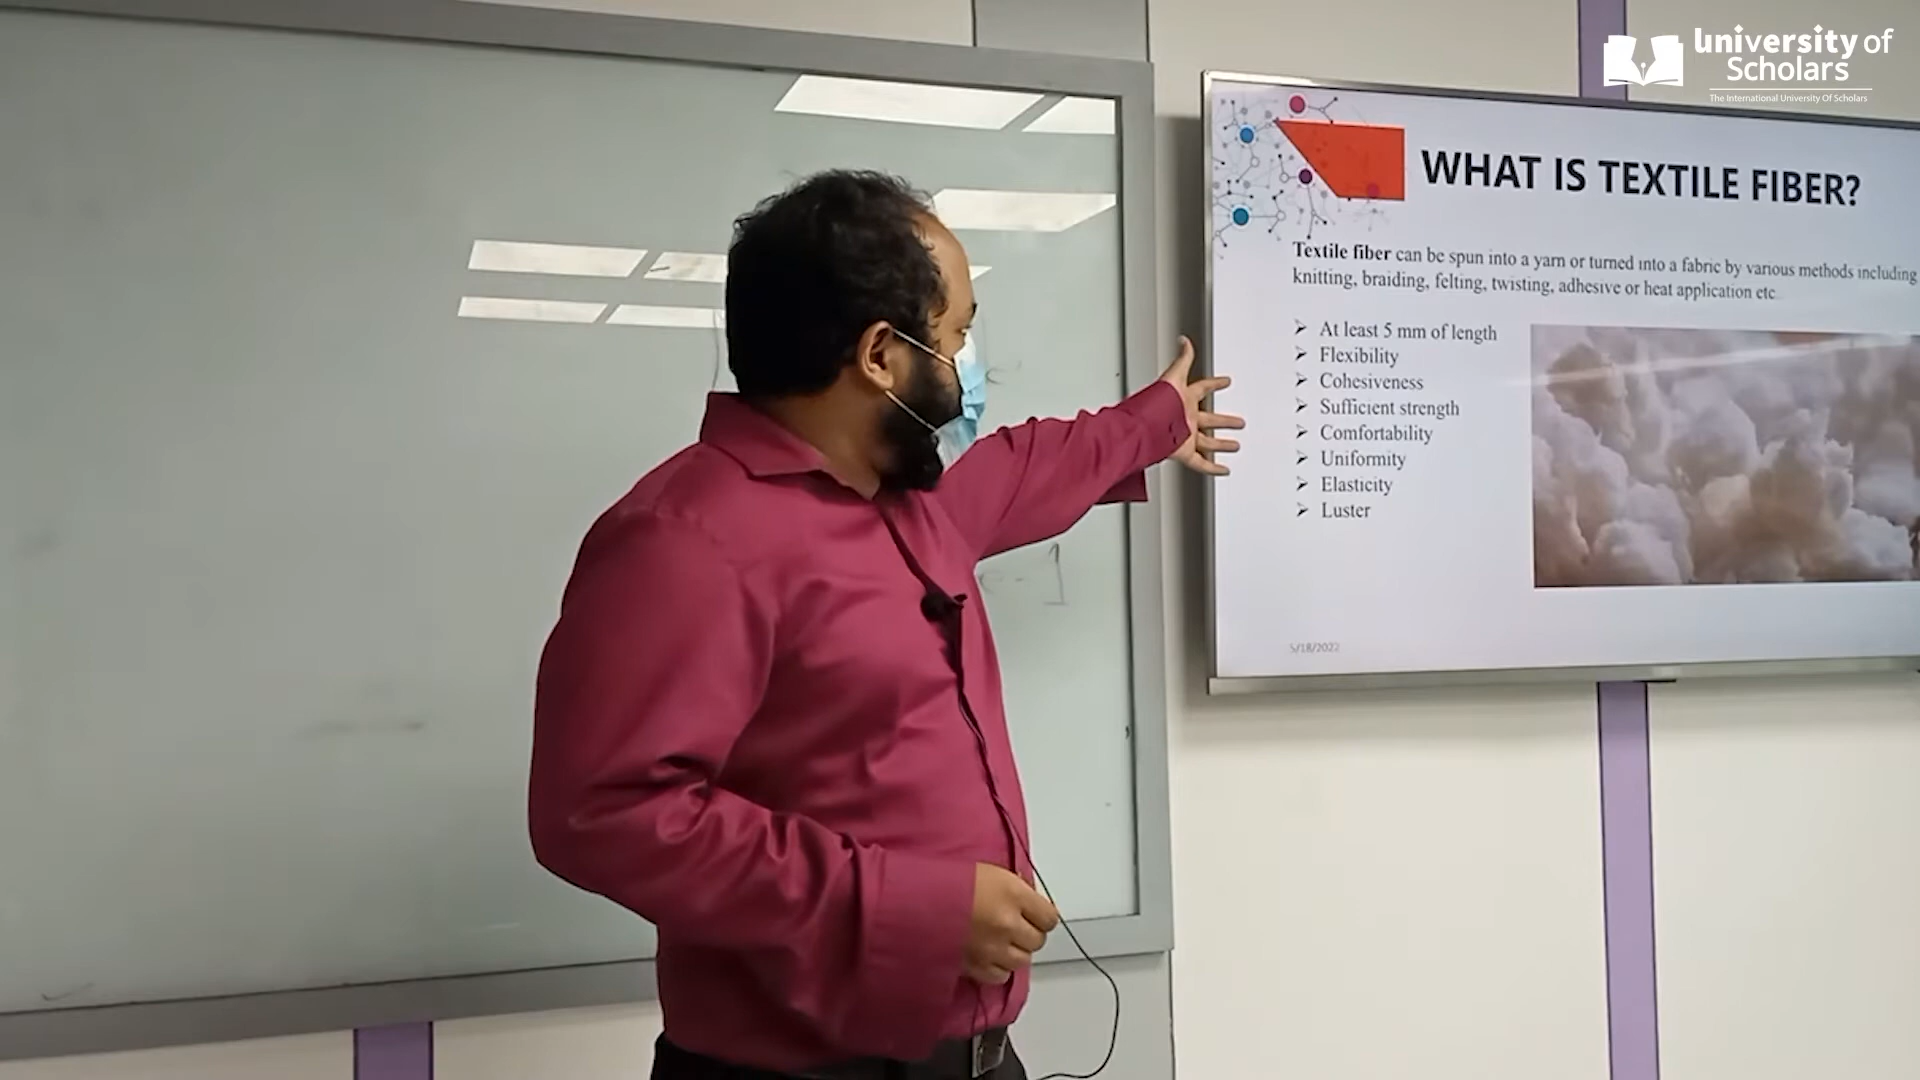 University of
Scholars
The International University Of Scholars
WHAT IS TEXTILE FIBER?
Textile fiber can be spun into a yarn or turned into a fabric by various methods including
knitting, braiding, felting, twisting, adhesive or heat application etc.
➢ At least 5 mm of length
➢ Flexibility
➢ Cohesiveness
➢ Sufficient strength
➢ Comfortability
➢ Uniformity
➢ Elasticity
➢ Luster
5/18/2022